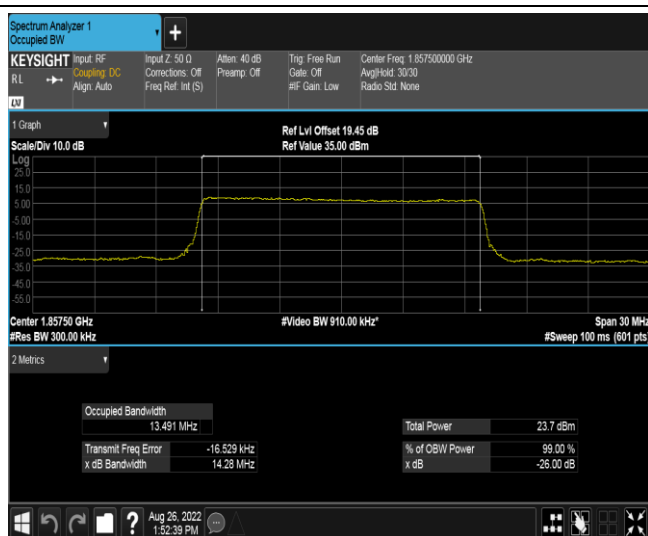 Spectrum Analyzer 1
Occupied BW
+
KEYSIGHT
Input: RF
Input Z: 50 Ω
Atten: 40 dB
Trig: Free Run
Center Freq: 1.857500000 GHz
RL
Coupling: DC
Corrections: Off
Preamp: Off
Gate: Off
Avg|Hold: 30/30
Align: Auto
Freq Ref: Int (S)
#IF Gain: Low
Radio Std: None
LXI
1 Graph
Ref Lvl Offset 19.45 dB
Scale/Div 10.0 dB
Ref Value 35.00 dBm
Log
25.0
15.0
5.00
-5.00
-15.0
-25.0
-35.0
-45.0
-55.0
Center 1.85750 GHz
#Video BW 910.00 kHz*
Span 30 MHz
#Res BW 300.00 kHz
#Sweep 100 ms (601 pts)
2 Metrics
Occupied Bandwidth
13.491 MHz
Total Power
23.7 dBm
Transmit Freq Error
-16.529 kHz
% of OBW Power
99.00 %
x dB Bandwidth
14.28 MHz
x dB
-26.00 dB
?
Aug 26, 2022
1:52:39 PM